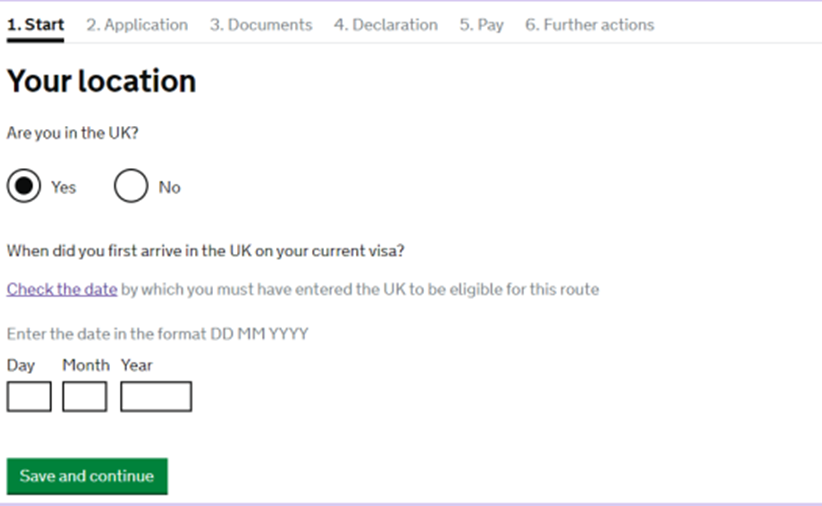 1. Start 2. Application 3. Documents 4. Declaration 5. Pay 6. Further actions
Your location
Are you in the UK?
Yes No
When did you first arrive in the UK on your current visa?
Check the date by which you must have entered the UK to be eligible for this route
Enter the date in the format DD MM YYYY
Day Month Year
Save and continue